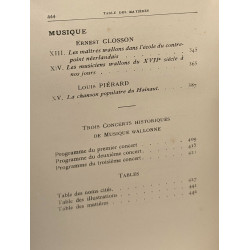 TABLE DES MATIÈRES
MUSIQUE
ERNEST CLOSSON
XIII. Les maîtres wallons dans l'école du contre-
point néerlandais
Les musiciens wallons du XVIIe siècle à
nos jours
LOUIS PIÉRARD
XV. La chanson populaire du Hainaut.
TROIS CONCERTS HISTORIQUES
DE MUSIQUE WALLONNE
Programme du premier concert
Programme du deuxième concert
Programme du troisième concert
TABLES
Table des noms cités
Table des illustrations
Table des matières